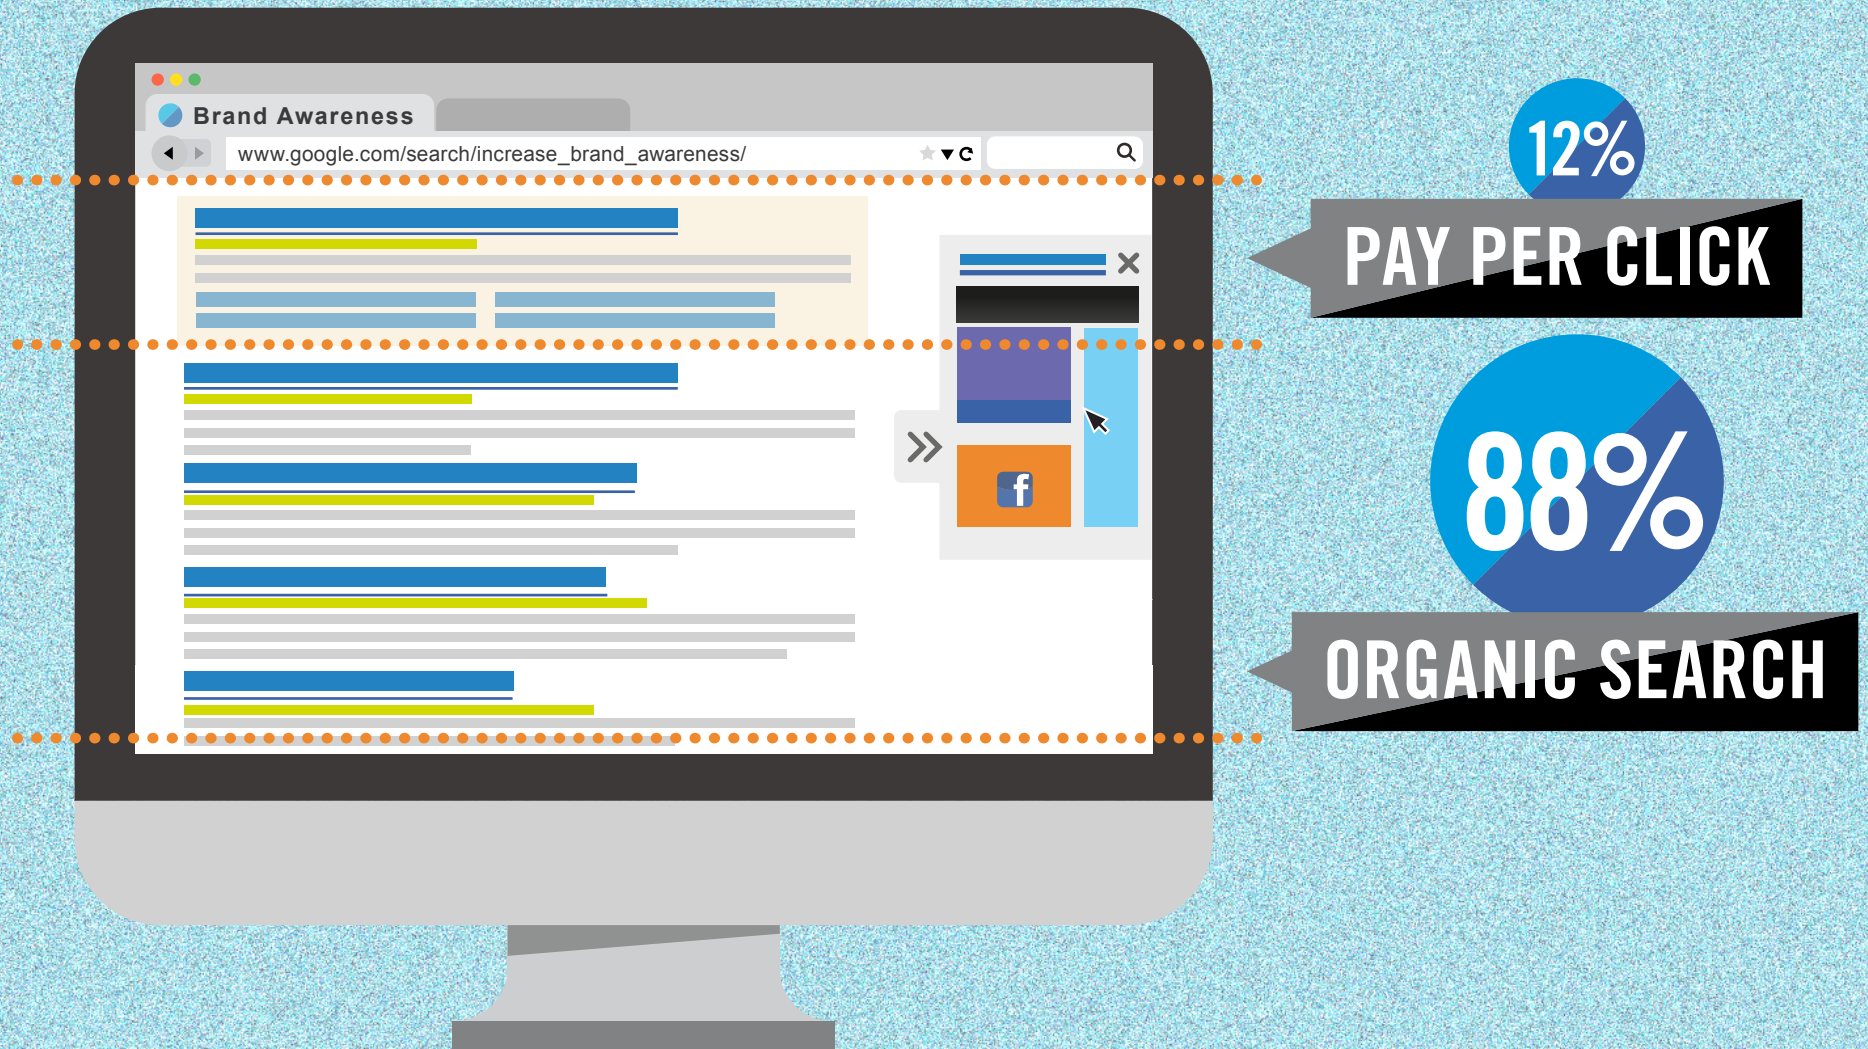 Brand Awareness
www.google.com/search/increase_brand_awareness/
12%
PAY PER CLICK
f
88%
ORGANIC SEARCH